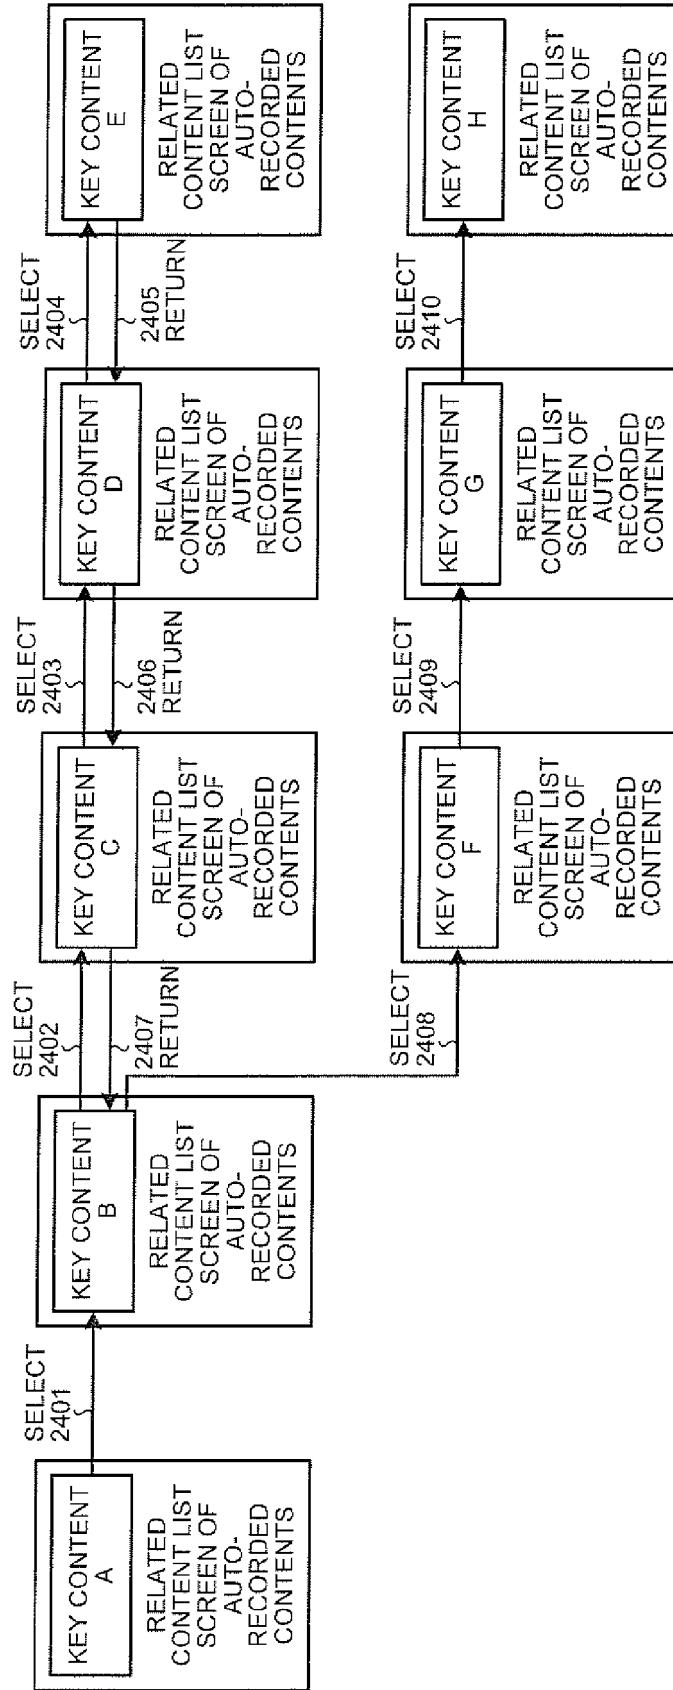 KEY CONTENT
A
RELATED
CONTENT LIST
SCREEN OF
AUTO-
RECORDED
CONTENTS
SELECT
2401
KEY CONTENT
B
RELATED
CONTENT LIST
SCREEN OF
AUTO-
RECORDED
CONTENTS
SELECT
2402
2407
RETURN
KEY CONTENT
C
RELATED
CONTENT LIST
SCREEN OF
AUTO-
RECORDED
CONTENTS
SELECT
2403
2406
RETURN
KEY CONTENT
D
RELATED
CONTENT LIST
SCREEN OF
AUTO-
RECORDED
CONTENTS
SELECT
2404
2405
RETURN
KEY CONTENT
E
RELATED
CONTENT LIST
SCREEN OF
AUTO-
RECORDED
CONTENTS
SELECT
2408
KEY CONTENT
F
RELATED
CONTENT LIST
SCREEN OF
AUTO-
RECORDED
CONTENTS
SELECT
2409
KEY CONTENT
G
RELATED
CONTENT LIST
SCREEN OF
AUTO-
RECORDED
CONTENTS
SELECT
2410
KEY CONTENT
H
RELATED
CONTENT LIST
SCREEN OF
AUTO-
RECORDED
CONTENTS